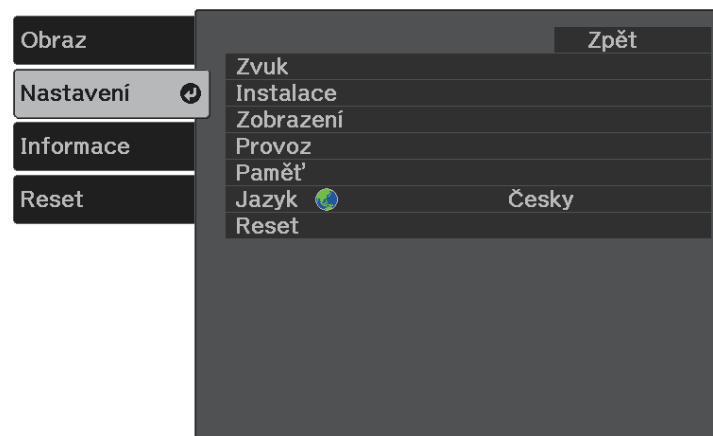 Obraz
Nastavení
Informace
Reset
Zpět
Zvuk
Instalace
Zobrazení
Provoz
Paměť
Jazyk Česky
Reset